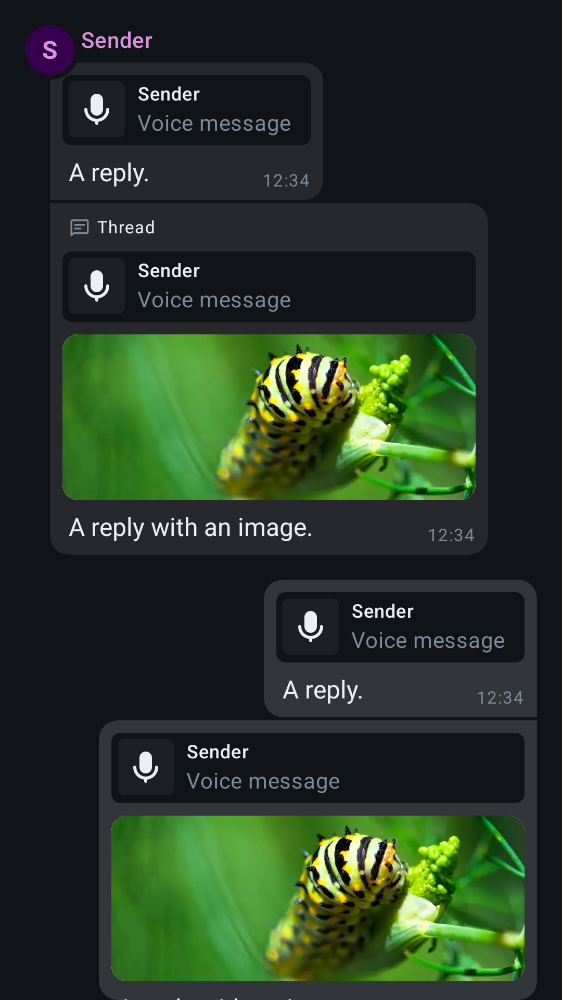 S
Sender
Sender
Voice message
A reply.
12:34
Thread
Sender
Voice message
A reply with an image.
12:34
Sender
Voice message
A reply.
12:34
Sender
Voice message